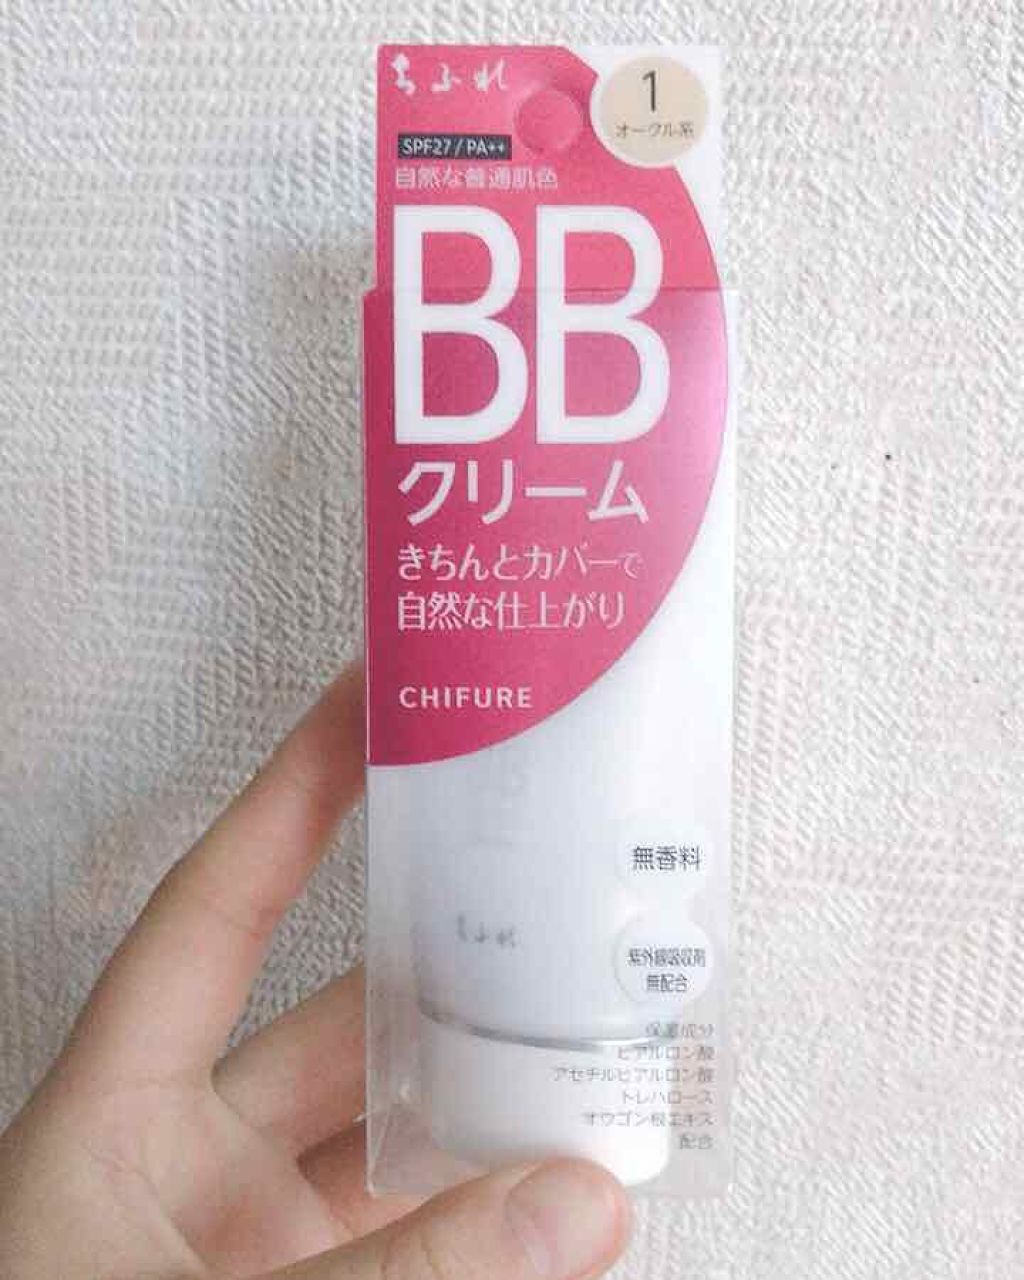 ちふれ
1
オークル系
SPF27 / PA++
自然な普通肌色
BB
クリーム
きちんとカバーで
自然な仕上がり
CHIFURE
無香料
ちふれ
紫外線吸収剤
無配合
保湿成分
ヒアルロン酸
アセチルヒアルロン酸
トレハロース
オウゴン根エキス
配合